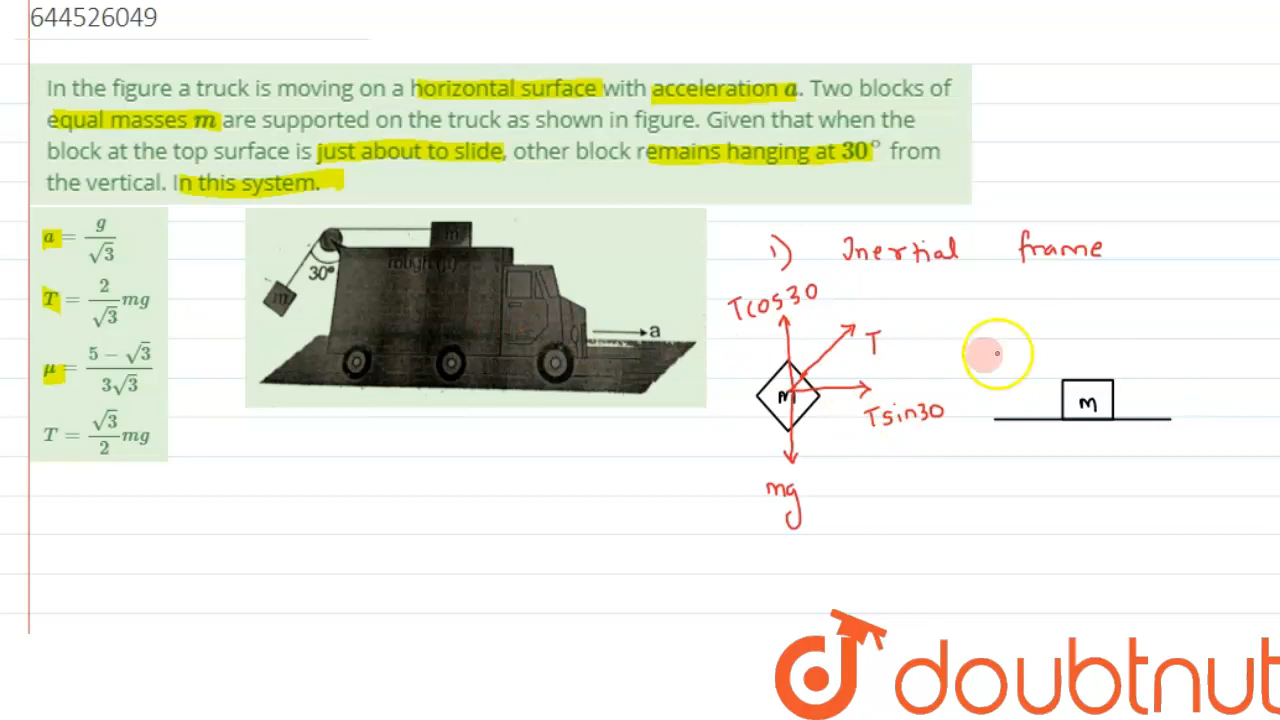 644526049
In the figure a truck is moving on a horizontal surface with acceleration a. Two blocks of
equal masses m are supported on the truck as shown in figure. Given that when the
block at the top surface is just about to slide, other block remains hanging at 30° from
the vertical. In this system.
a = g/√3
T = 2/√3 mg
μ = (5 − √3)/(3√3)
T = √3/2 mg
m
30°
rough(μ)
m
a
1) Inertial frame
Tcos30
T
m
Tsin30
mg
m
doubtnut